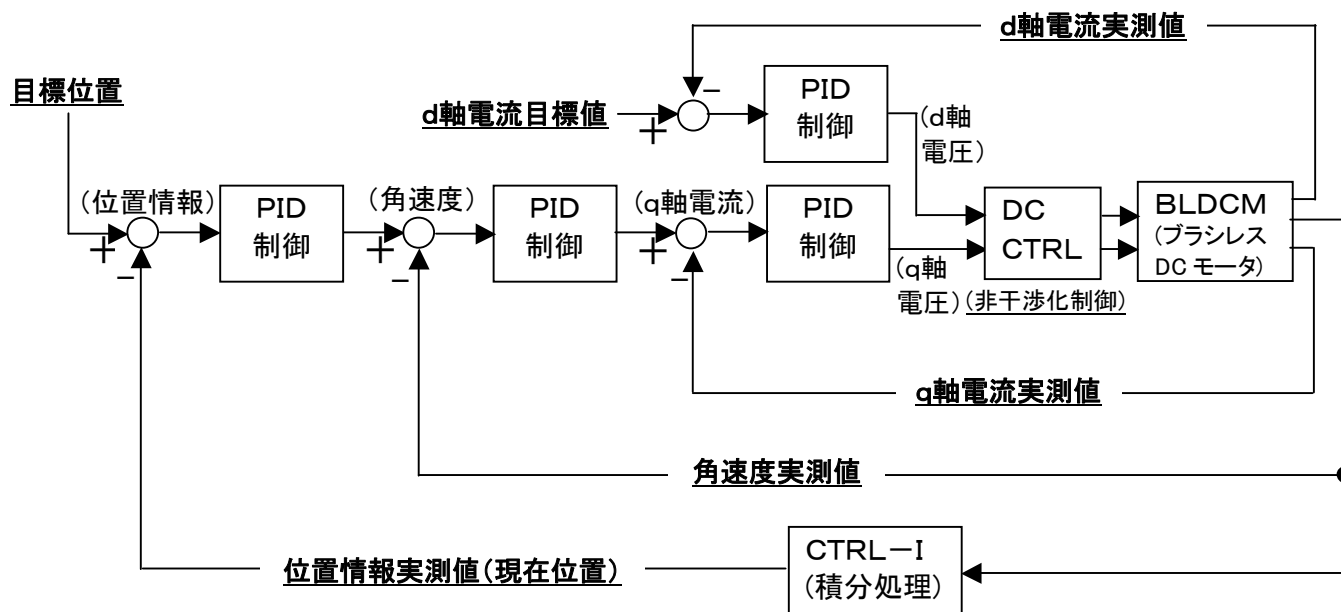 d軸電流実測値
目標位置
－
PID
制御
d軸電流目標値
＋
(d軸
電圧)
(位置情報)
PID
制御
(角速度)
PID
制御
(q軸電流)
PID
制御
DC
CTRL
BLDCM
(ブラシレス
DCモータ)
＋
－
＋
－
＋
－
(q軸
電圧)
(非干渉化制御)
q軸電流実測値
角速度実測値
CTRL－I
(積分処理)
位置情報実測値(現在位置)